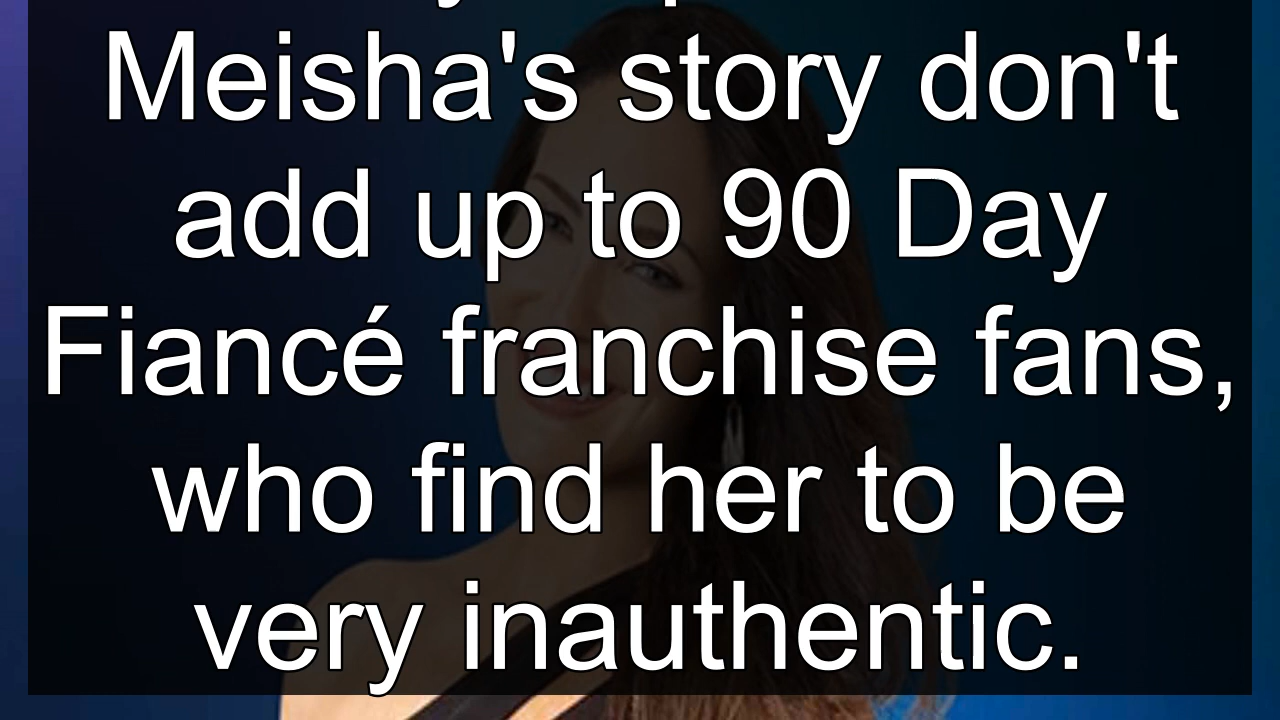 Meisha's story don't
add up to 90 Day
Fiancé franchise fans,
who find her to be
very inauthentic.